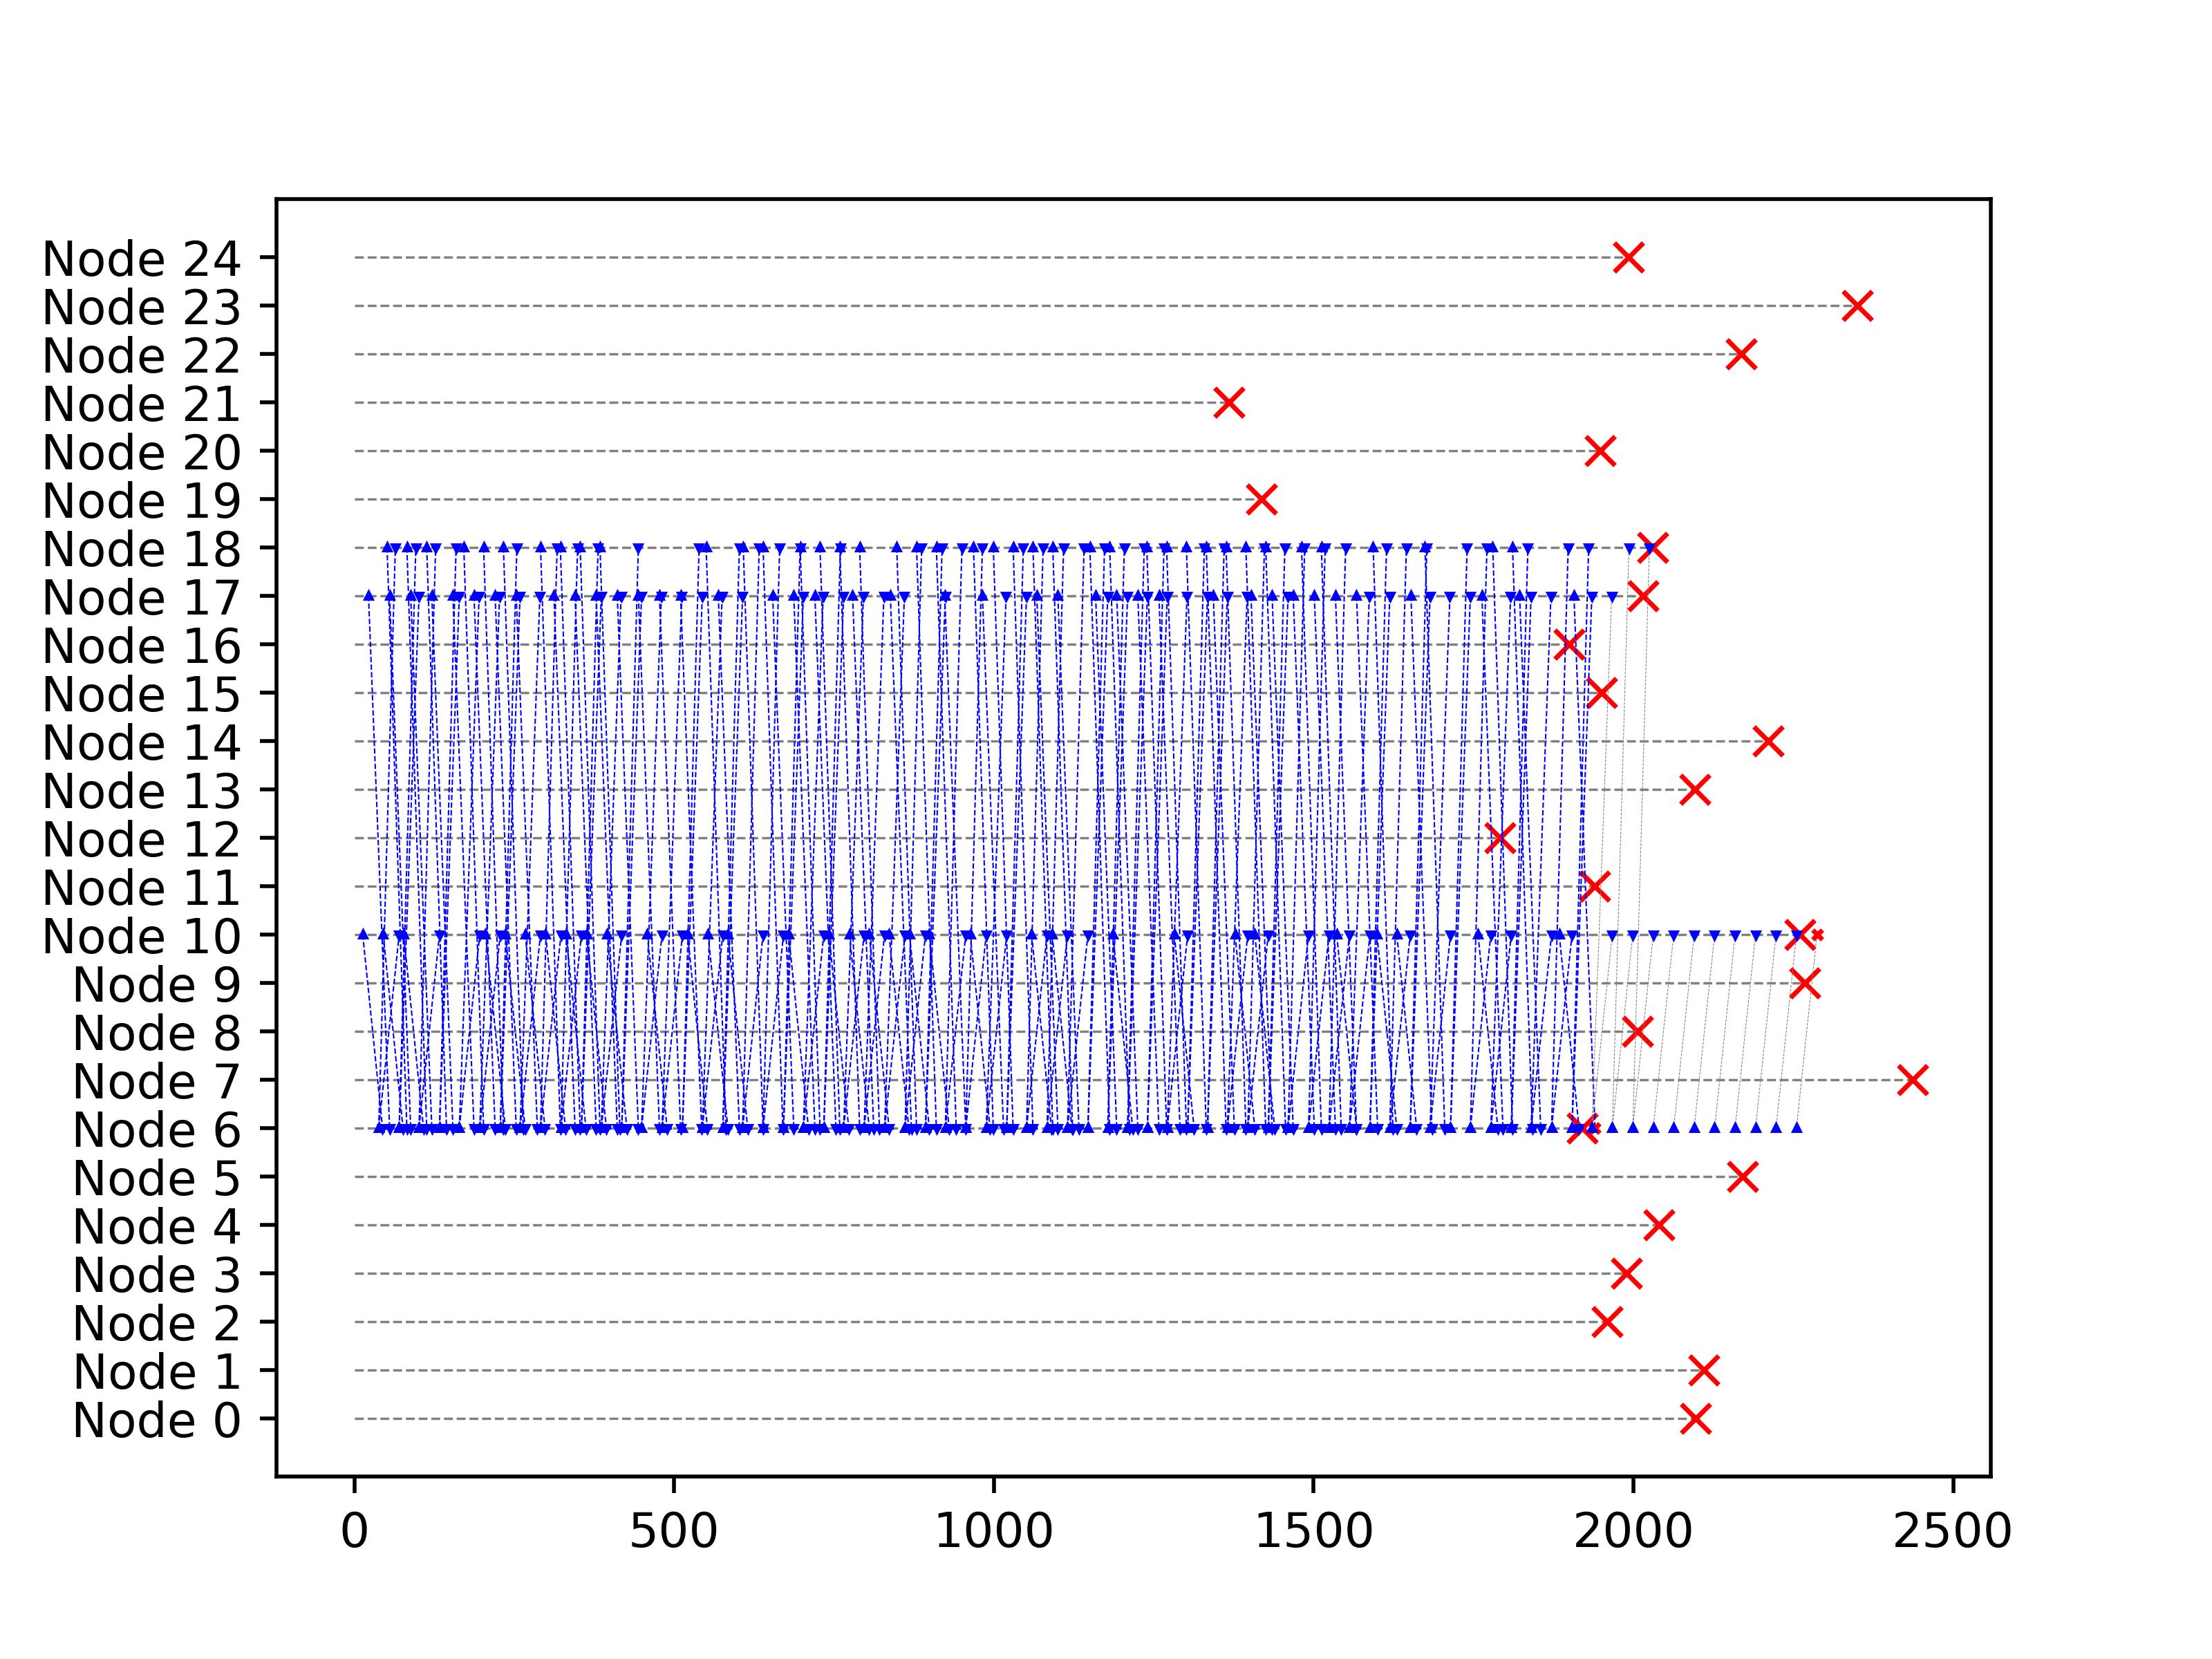 Node 24
Node 23
Node 22
Node 21
Node 20
Node 19
Node 18
Node 17
Node 16
Node 15
Node 14
Node 13
Node 12
Node 11
Node 10
Node 9
Node 8
Node 7
Node 6
Node 5
Node 4
Node 3
Node 2
Node 1
Node 0
0 500 1000 1500 2000 2500